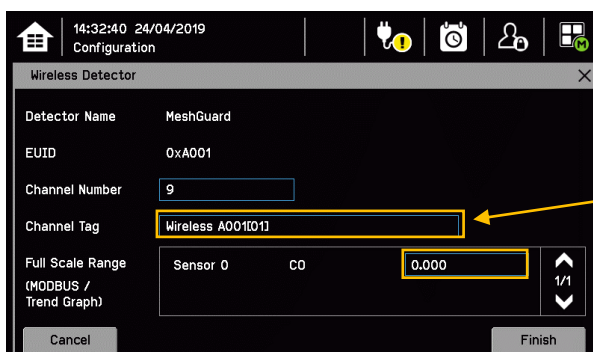 14:32:40 24/04/2019
Configuration
M
Wireless Detector
Detector Name MeshGuard
EUID 0xA001
Channel Number 9
Channel Tag Wireless A001[01]
Full Scale Range Sensor 0 CO 0.000
(MODBUS /
Trend Graph)
1/1
Cancel Finish